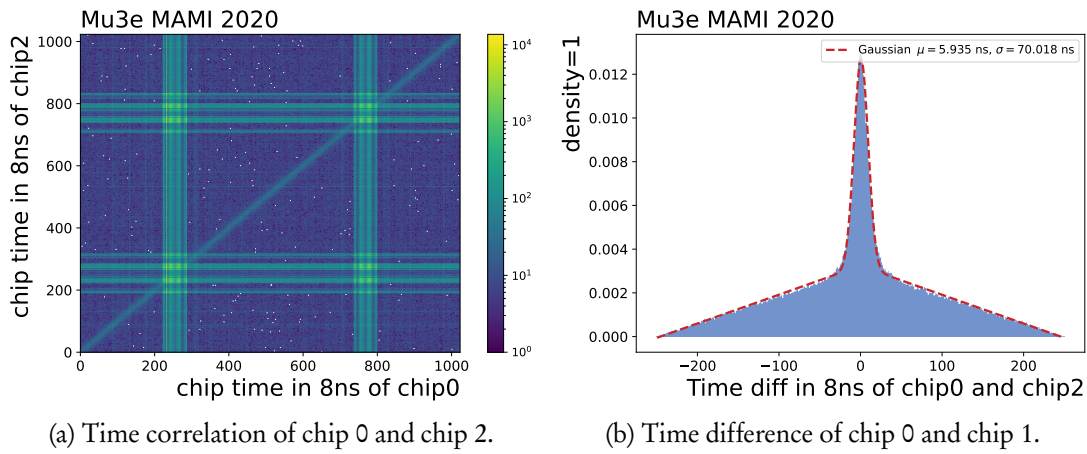 Mu3e MAMI 2020
chip time in 8ns of chip2
1000
800
600
400
200
0
0 200 400 600 800 1000
chip time in 8ns of chip0
10⁴
10³
10²
10¹
10⁰
(a) Time correlation of chip 0 and chip 2.
Mu3e MAMI 2020
density=1
Gaussian μ = 5.935 ns, σ = 70.018 ns
0.012
0.010
0.008
0.006
0.004
0.002
0.000
−200 −100 0 100 200
Time diff in 8ns of chip0 and chip2
(b) Time difference of chip 0 and chip 1.